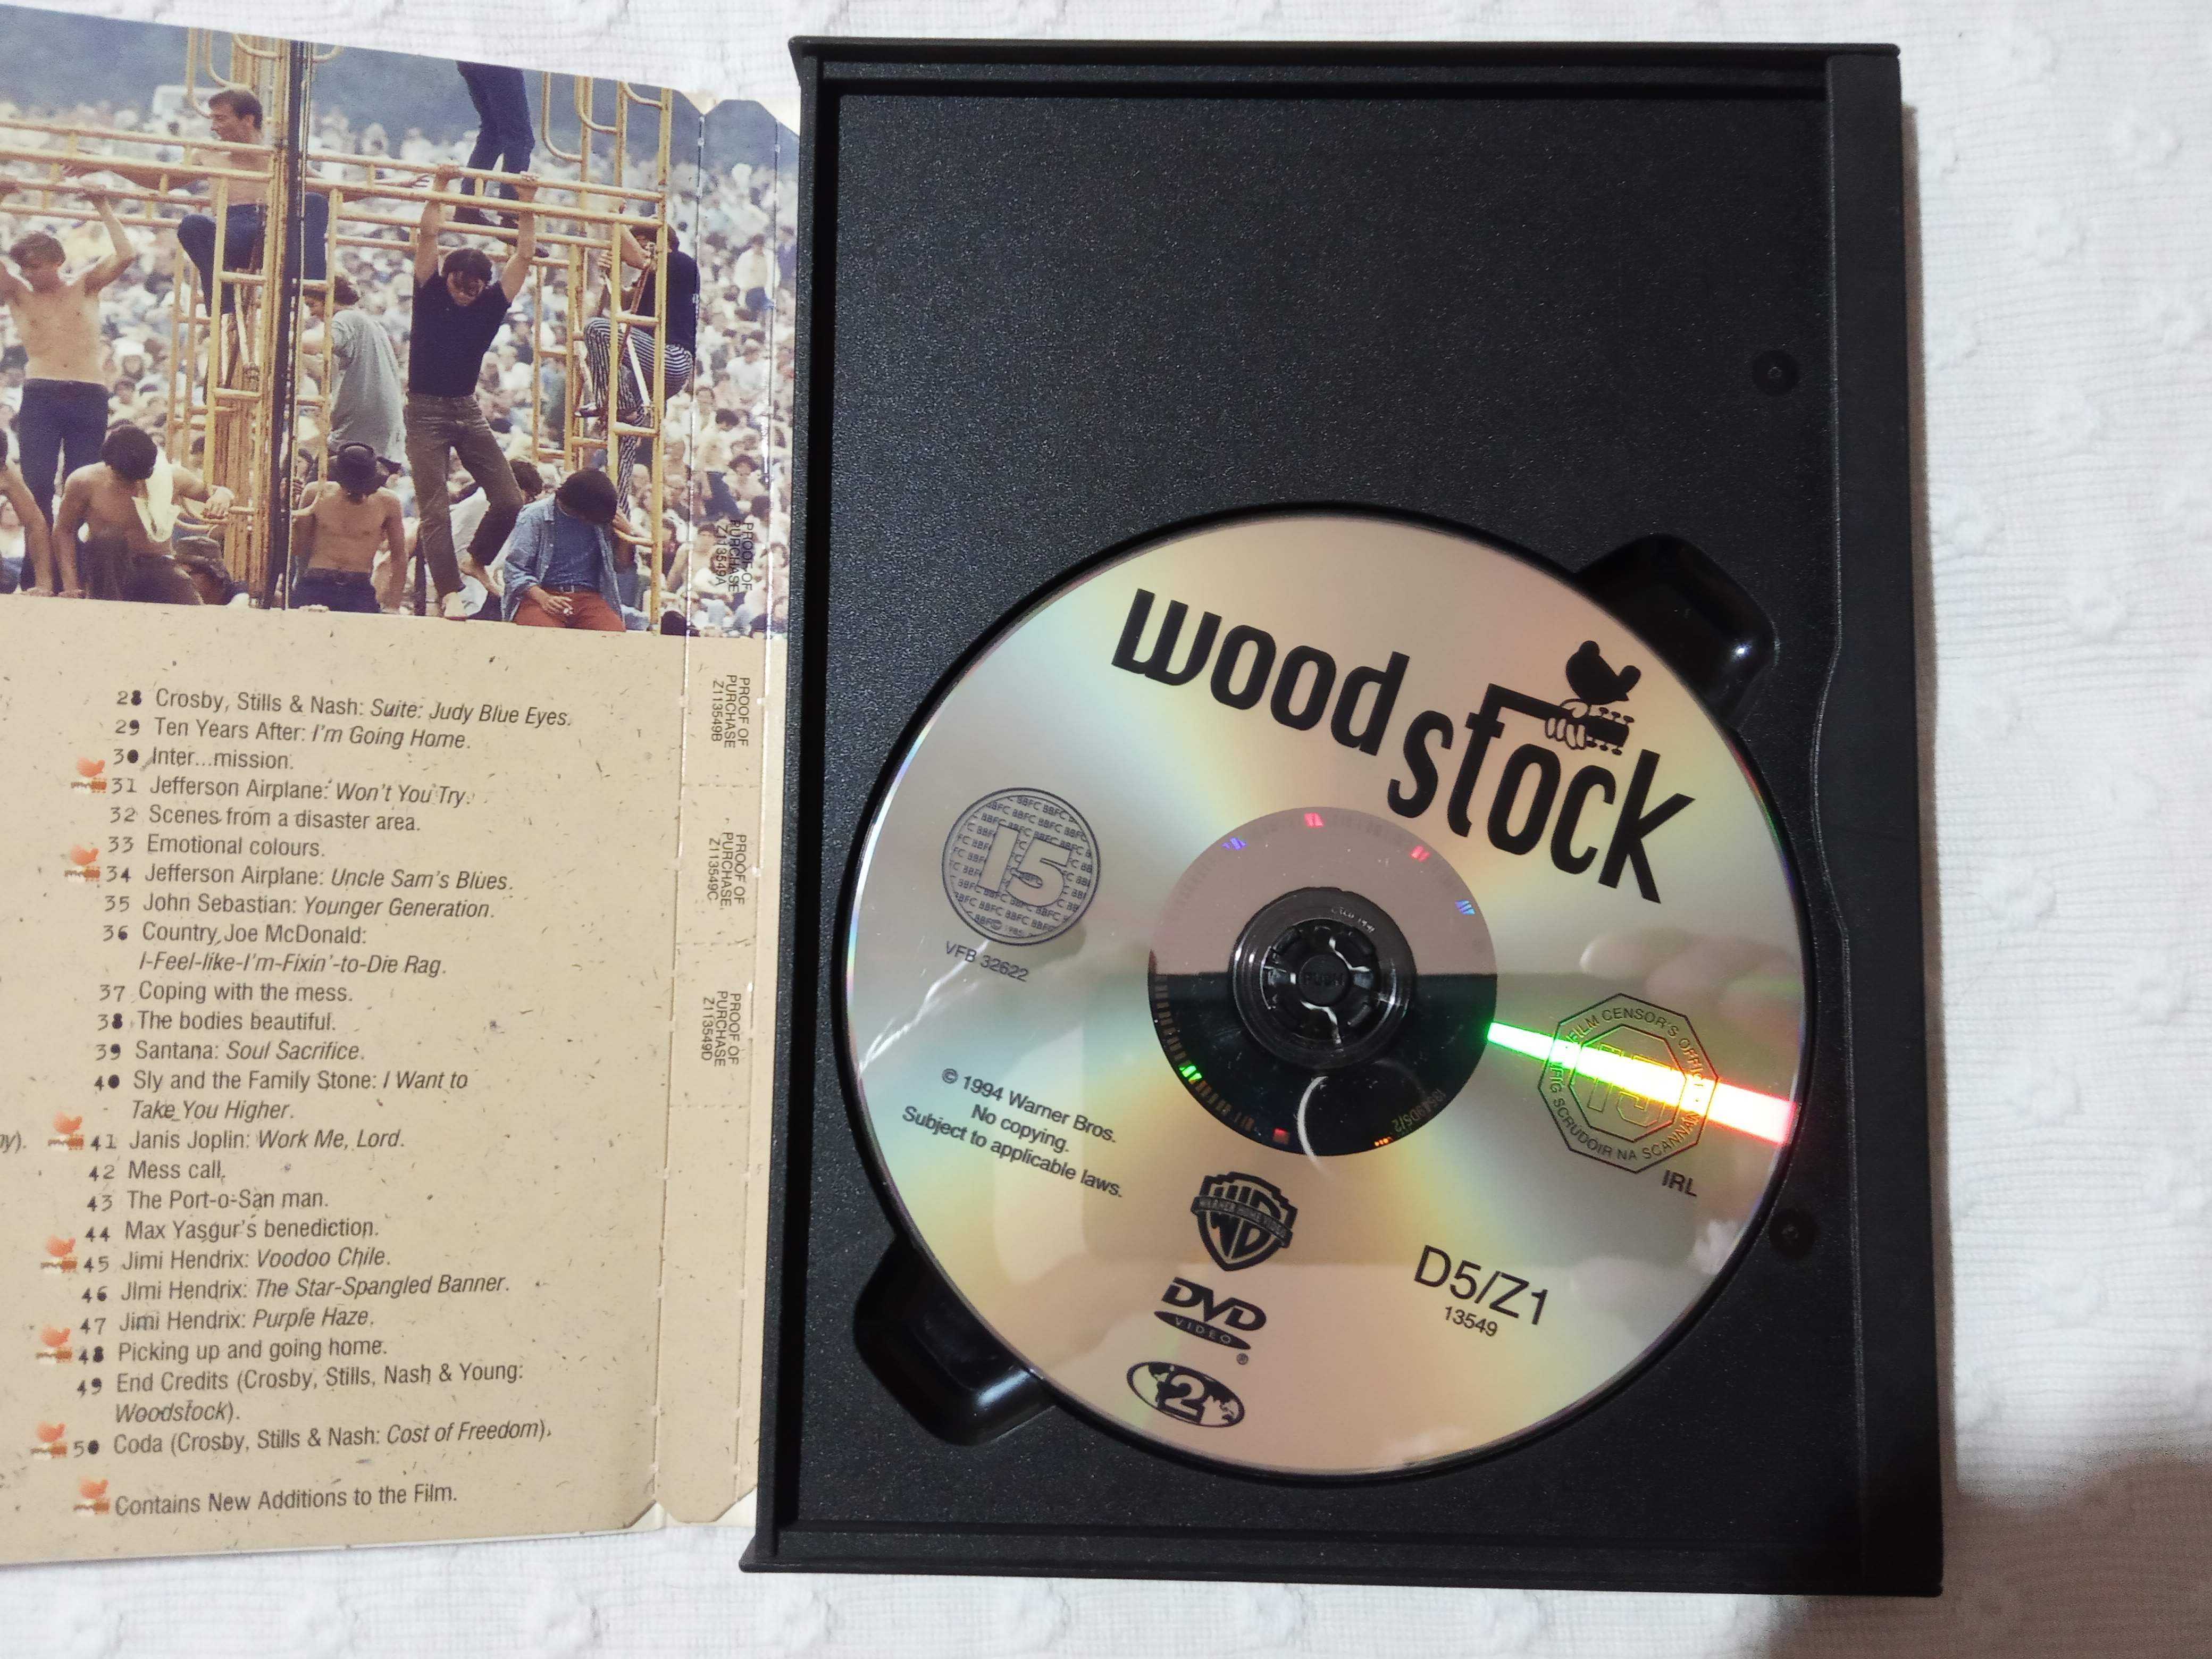 28 Crosby, Stills & Nash: Suite: Judy Blue Eyes.
29 Ten Years After: I'm Going Home.
30 Inter...mission.
31 Jefferson Airplane: Won't You Try.
32 Scenes from a disaster area.
33 Emotional colours.
34 Jefferson Airplane: Uncle Sam's Blues.
35 John Sebastian: Younger Generation.
36 Country Joe McDonald:
I-Feel-like-I'm-Fixin'-to-Die Rag.
37 Coping with the mess.
38 The bodies beautiful.
39 Santana: Soul Sacrifice.
40 Sly and the Family Stone: I Want to
Take You Higher.
41 Janis Joplin: Work Me, Lord.
42 Mess call.
43 The Port-o-San man.
44 Max Yasgur's benediction.
45 Jimi Hendrix: Voodoo Chile.
46 Jimi Hendrix: The Star-Spangled Banner.
47 Jimi Hendrix: Purple Haze.
48 Picking up and going home.
49 End Credits (Crosby, Stills, Nash & Young:
Woodstock).
50 Coda (Crosby, Stills & Nash: Cost of Freedom).
Contains New Additions to the Film.
PROOF OF
PURCHASE
Z113549A
PROOF OF
PURCHASE
Z113549B
PROOF OF
PURCHASE
Z113549C
PROOF OF
PURCHASE
Z113549D
woodstock
15
BBFC
VFB 32622
PUSH
FILM CENSOR'S OFFICE
15
OIFIG SCRUDOIR NA SCANNAN
IRL
© 1994 Warner Bros.
No copying.
Subject to applicable laws.
WB
WARNER HOME VIDEO
DVD
VIDEO
®
2
D5/Z1
13549